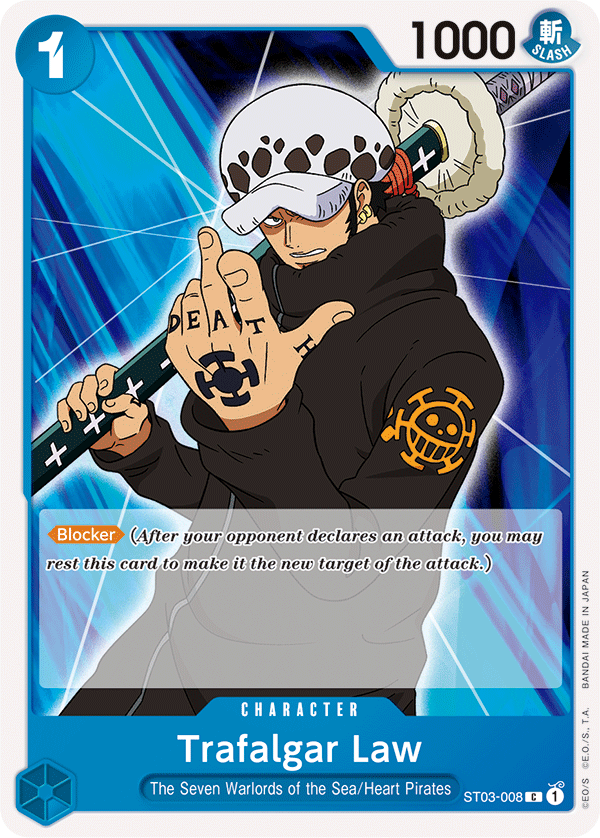 1
1000
斬
SLASH
DEATH
Blocker (After your opponent declares an attack, you may
rest this card to make it the new target of the attack.)
CHARACTER
Trafalgar Law
The Seven Warlords of the Sea/Heart Pirates
ST03-008 C 1
©EO/S ©E.O./S., T.A. BANDAI MADE IN JAPAN